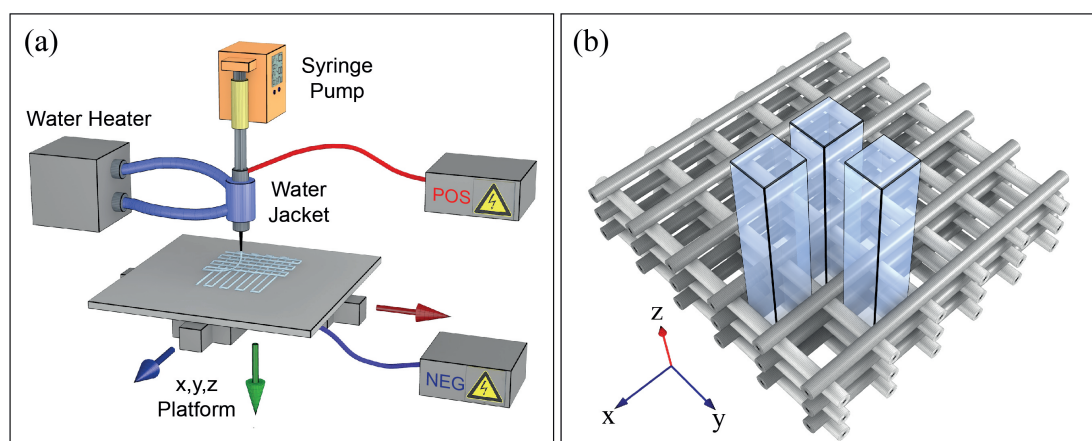 (a)
Syringe
Pump
Water Heater
Water
Jacket
POS
x,y,z
Platform
NEG
(b)
z
x
y